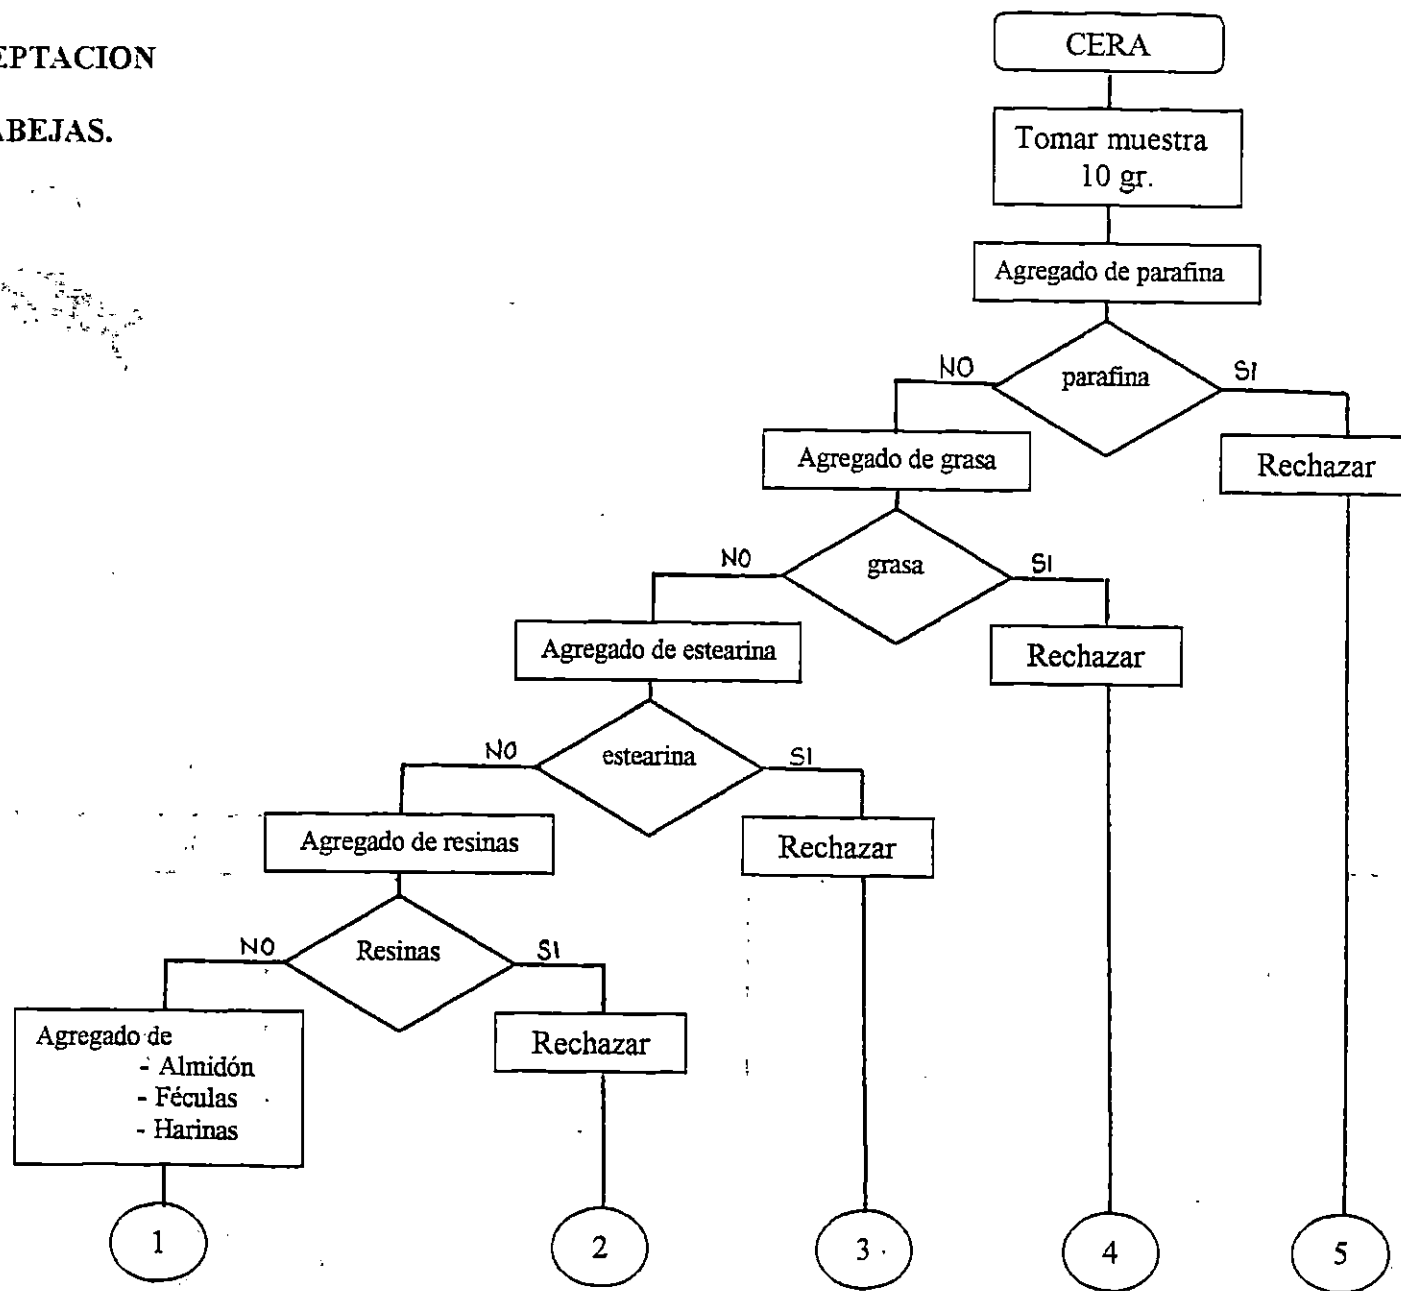 EPTACION
ABEJAS.
CERA
Tomar muestra
10 gr.
Agregado de parafina
NO
parafina
SI
Agregado de grasa
Rechazar
NO
grasa
SI
Agregado de estearina
Rechazar
NO
estearina
SI
Agregado de resinas
Rechazar
NO
Resinas
SI
Agregado de
- Almidón
- Féculas
- Harinas
Rechazar
1
2
3
4
5